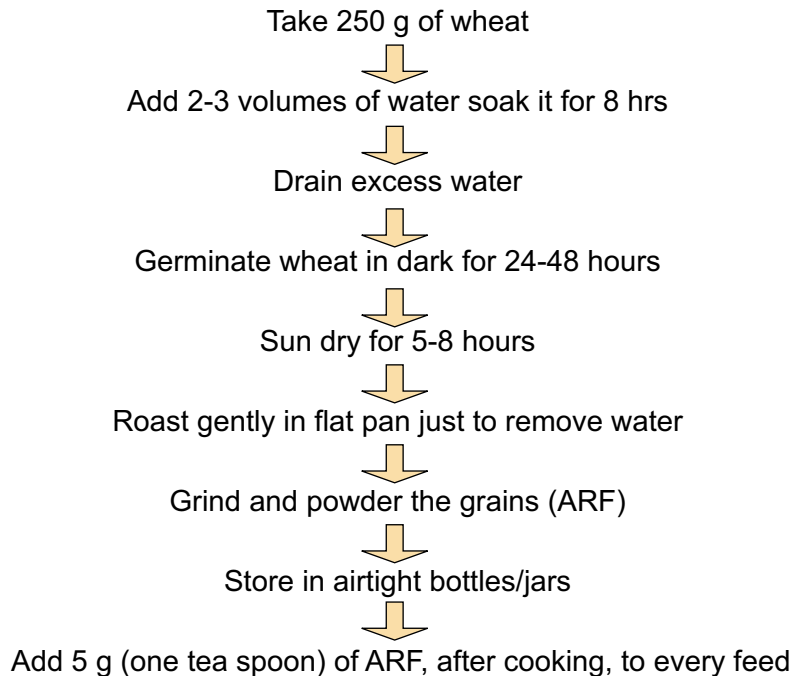 Take 250 g of wheat
Add 2-3 volumes of water soak it for 8 hrs
Drain excess water
Germinate wheat in dark for 24-48 hours
Sun dry for 5-8 hours
Roast gently in flat pan just to remove water
Grind and powder the grains (ARF)
Store in airtight bottles/jars
Add 5 g (one tea spoon) of ARF, after cooking, to every feed